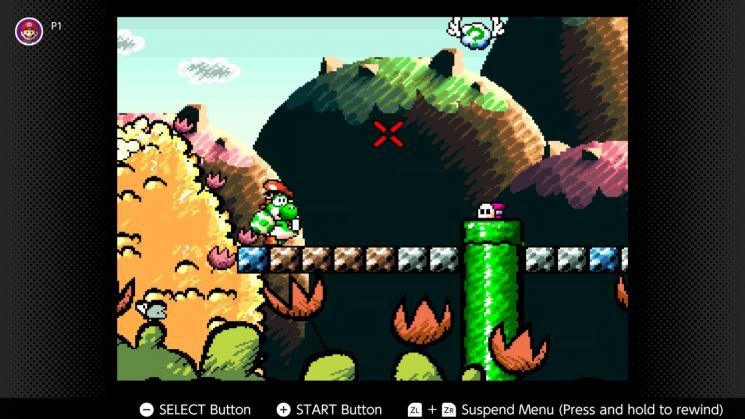 P1
?
SELECT Button
START Button
ZL + ZR Suspend Menu (Press and hold to rewind)